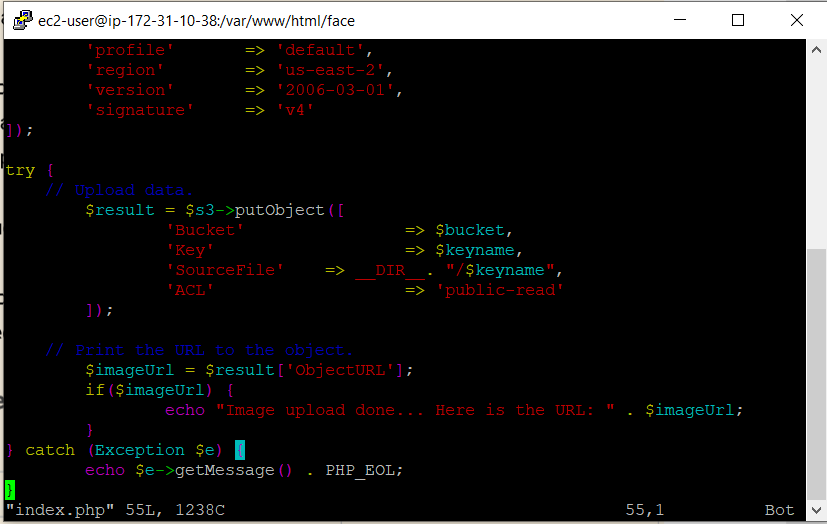 ec2-user@ip-172-31-10-38:/var/www/html/face
        'profile'       => 'default',
        'region'        => 'us-east-2',
        'version'       => '2006-03-01',
        'signature'     => 'v4'
]);

try {
    // Upload data.
        $result = $s3->putObject([
                'Bucket'                => $bucket,
                'Key'                   => $keyname,
                'SourceFile'    => __DIR__. "/$keyname",
                'ACL'                   => 'public-read'
        ]);

    // Print the URL to the object.
        $imageUrl = $result['ObjectURL'];
        if($imageUrl) {
                echo "Image upload done... Here is the URL: " . $imageUrl;
        }
} catch (Exception $e) {
        echo $e->getMessage() . PHP_EOL;
}
"index.php" 55L, 1238C                                        55,1          Bot